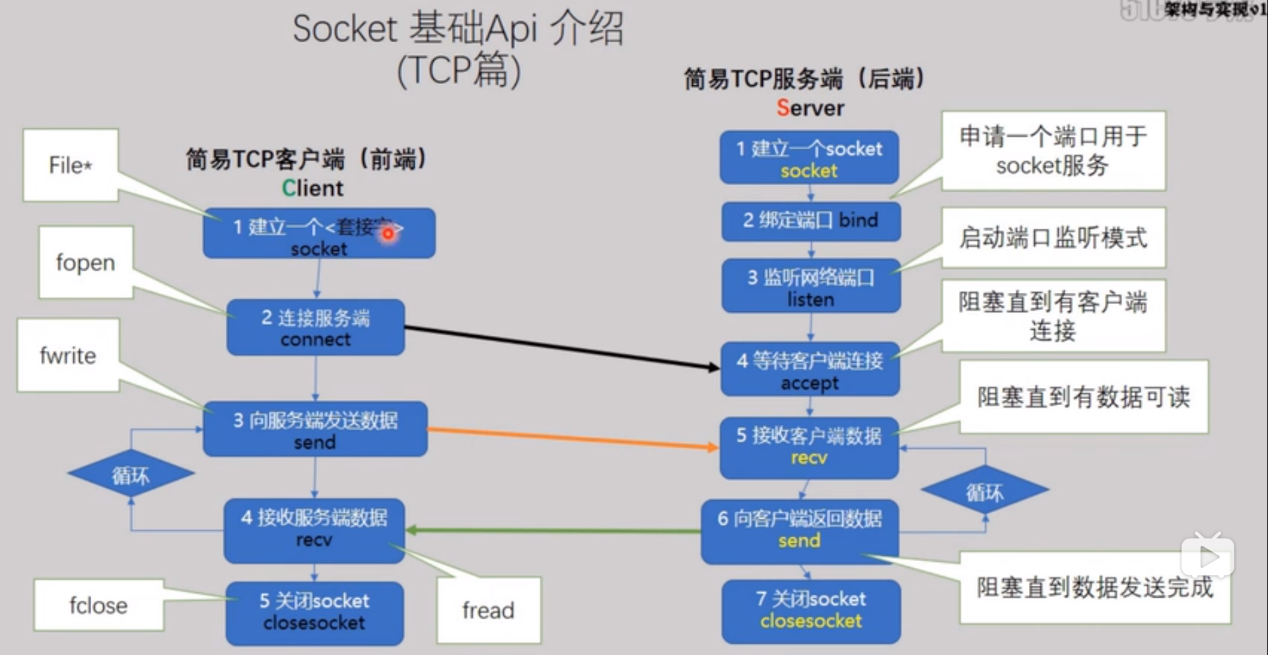 架构与实现v1
Socket 基础Api 介绍
(TCP篇)
简易TCP客户端（前端）
Client
File*
1 建立一个<套接字>
socket
fopen
2 连接服务端
connect
fwrite
3 向服务端发送数据
send
循环
4 接收服务端数据
recv
fread
fclose
5 关闭socket
closesocket
简易TCP服务端（后端）
Server
1 建立一个socket
socket
申请一个端口用于
socket服务
2 绑定端口 bind
启动端口监听模式
3 监听网络端口
listen
阻塞直到有客户端
连接
4 等待客户端连接
accept
阻塞直到有数据可读
5 接收客户端数据
recv
循环
6 向客户端返回数据
send
阻塞直到数据发送完成
7 关闭socket
closesocket